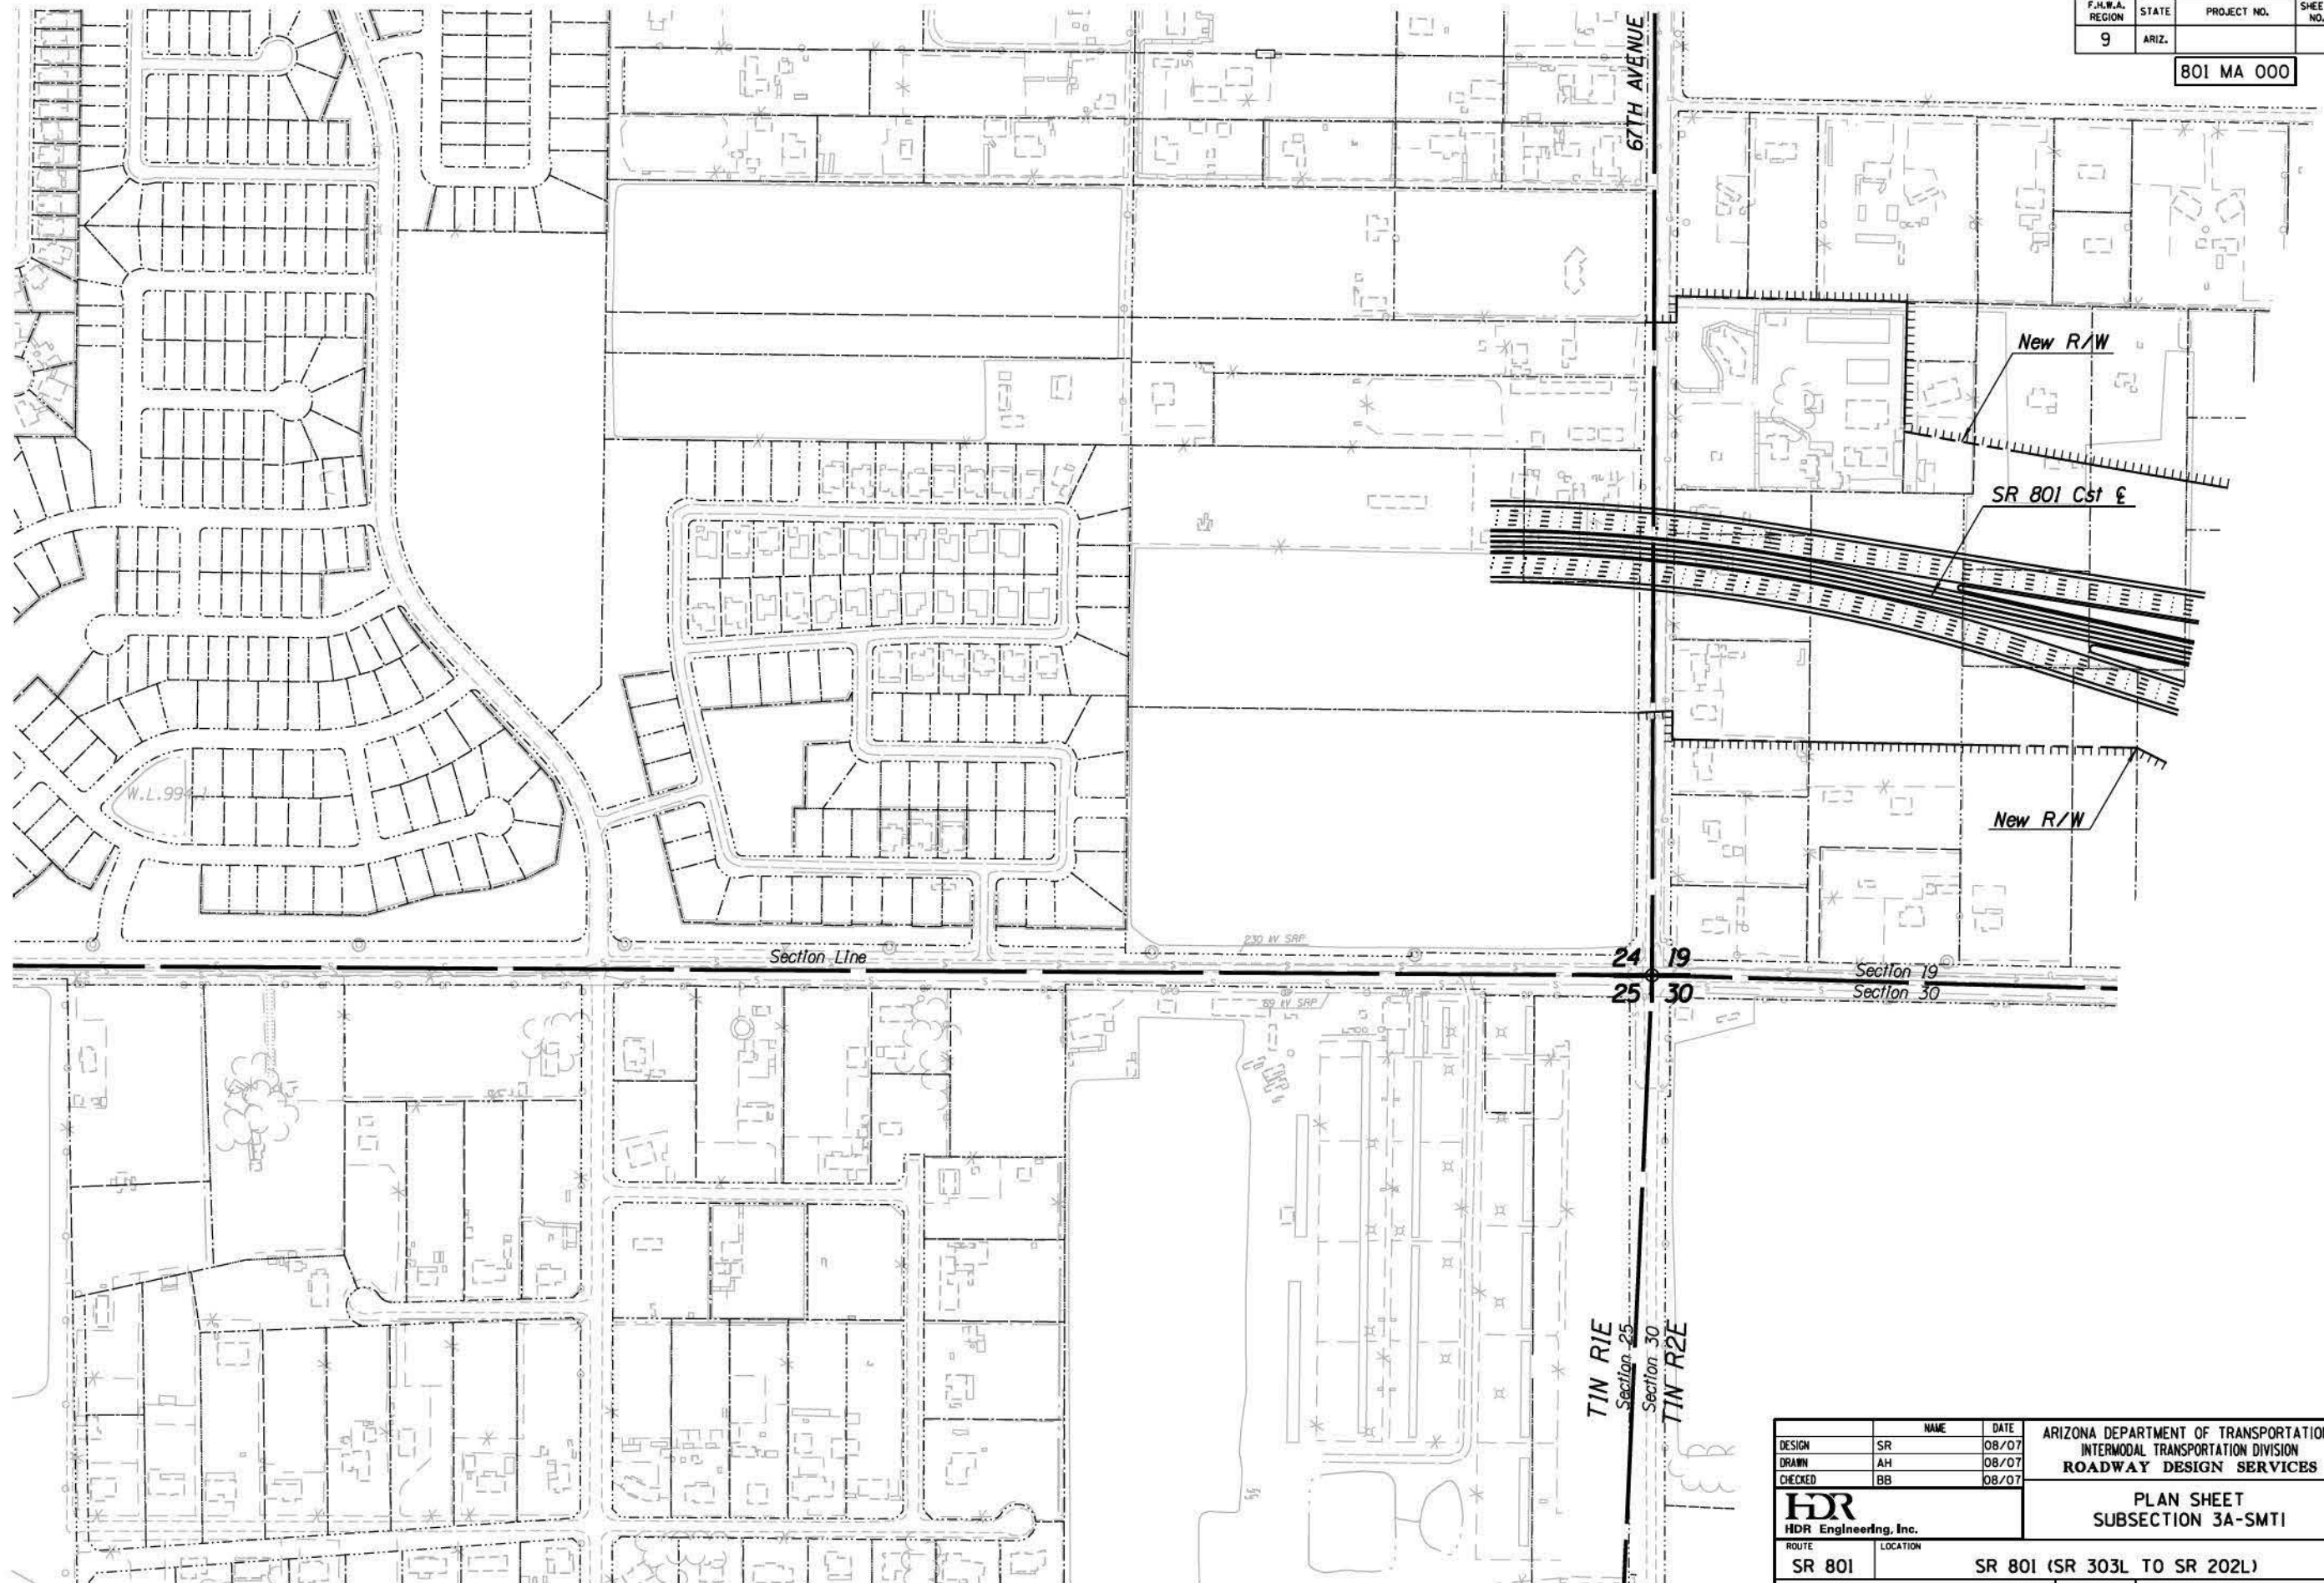 F.H.W.A. REGION STATE PROJECT NO.
9 ARIZ.
801 MA 000
67TH AVENUE
New R/W
SR 801 Cst ℄
New R/W
W.L.994.1
230 kV SRP
Section Line
24 19
25 30
Section 19
Section 30
69 kV SRP
T1N R1E
Section 25
Section 30
T1N R2E
NAME DATE
DESIGN SR 08/07
DRAWN AH 08/07
CHECKED BB 08/07
ARIZONA DEPARTMENT OF TRANSPORTATIO
INTERMODAL TRANSPORTATION DIVISION
ROADWAY DESIGN SERVICES
HDR
HDR Engineering, Inc.
PLAN SHEET
SUBSECTION 3A-SMT1
ROUTE LOCATION
SR 801 SR 801 (SR 303L TO SR 202L)